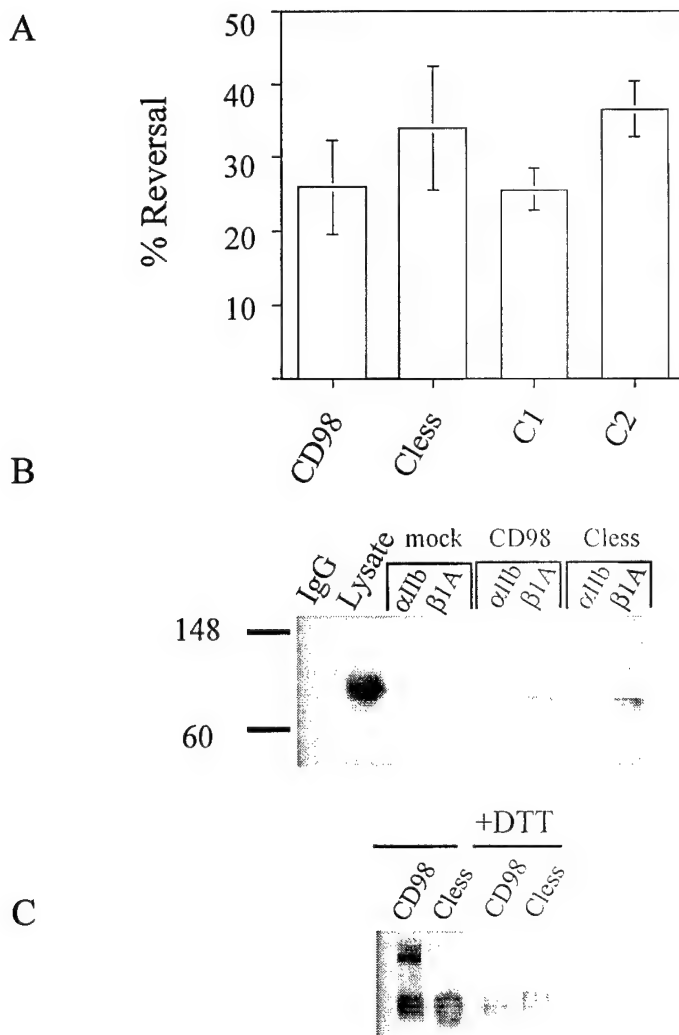 A
% Reversal
50
40
30
20
10
CD98
Cless
C1
C2
B
IgG
Lysate
mock
CD98
Cless
αIIb
β1A
αIIb
β1A
αIIb
β1A
148
60
C
+DTT
CD98
Cless
CD98
Cless